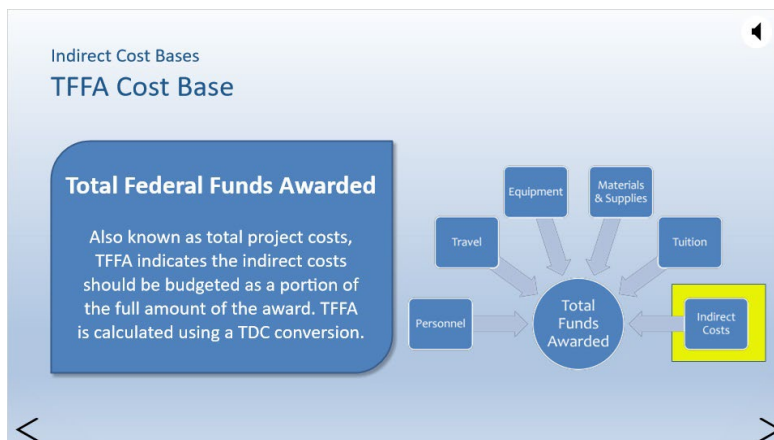 Indirect Cost Bases
TFFA Cost Base
Total Federal Funds Awarded
Also known as total project costs,
TFFA indicates the indirect costs
should be budgeted as a portion of
the full amount of the award. TFFA
is calculated using a TDC conversion.
Personnel
Travel
Equipment
Materials
& Supplies
Tuition
Indirect
Costs
Total
Funds
Awarded